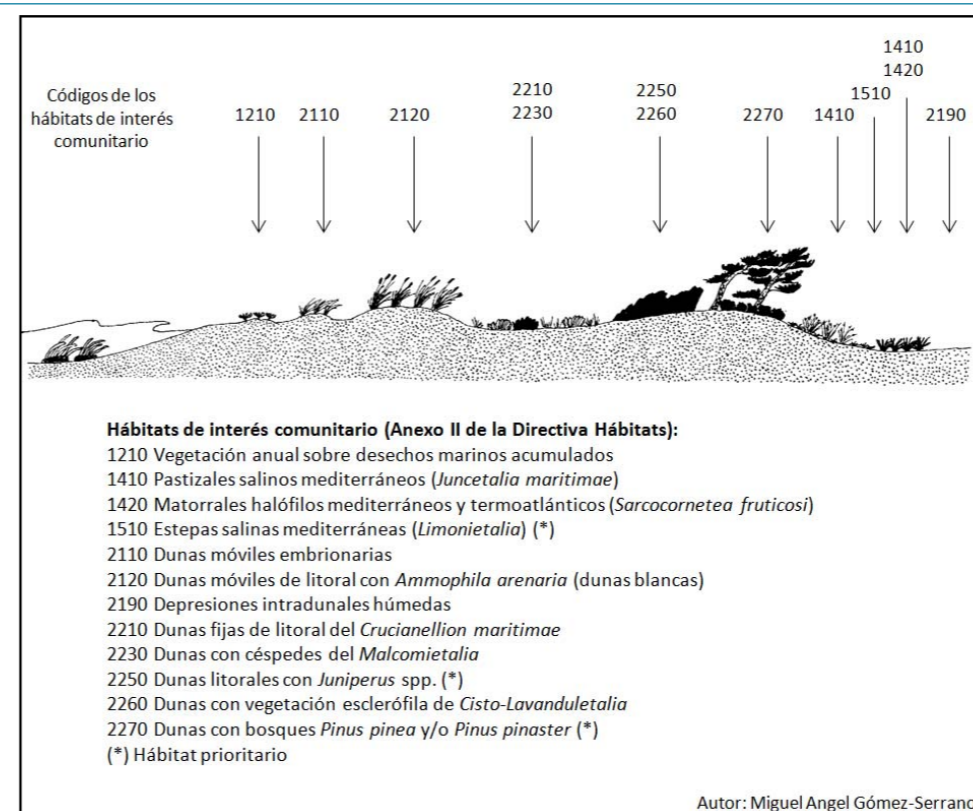 Códigos de los
hábitats de interés
comunitario
1210
2110
2120
2210
2230
2250
2260
2270
1410
1510
1410
1420
2190
Hábitats de interés comunitario (Anexo II de la Directiva Hábitats):
1210 Vegetación anual sobre desechos marinos acumulados
1410 Pastizales salinos mediterráneos (Juncetalia maritimae)
1420 Matorrales halófilos mediterráneos y termoatlánticos (Sarcocornetea fruticosi)
1510 Estepas salinas mediterráneas (Limonietalia) (*)
2110 Dunas móviles embrionarias
2120 Dunas móviles de litoral con Ammophila arenaria (dunas blancas)
2190 Depresiones intradunales húmedas
2210 Dunas fijas de litoral del Crucianellion maritimae
2230 Dunas con céspedes del Malcomietalia
2250 Dunas litorales con Juniperus spp. (*)
2260 Dunas con vegetación esclerófila de Cisto-Lavanduletalia
2270 Dunas con bosques Pinus pinea y/o Pinus pinaster (*)
(*) Hábitat prioritario
Autor: Miguel Angel Gómez-Serrano